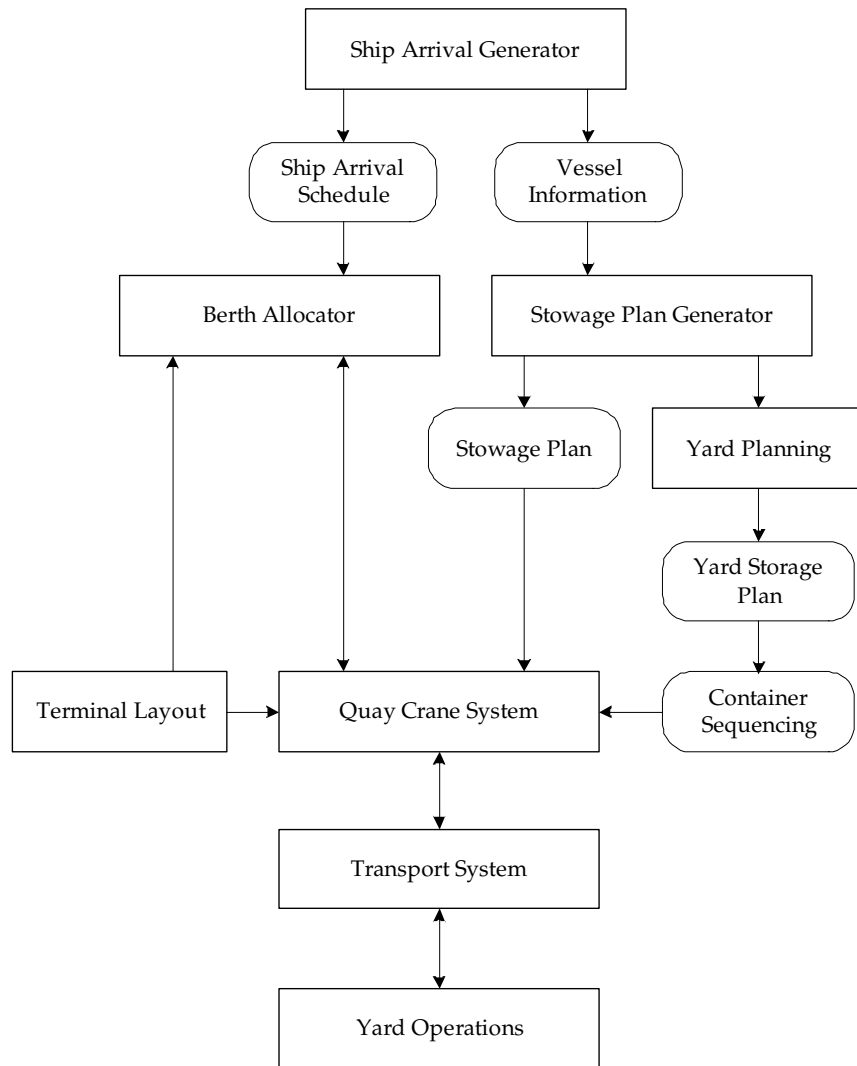 Ship Arrival Generator
Ship Arrival
Schedule
Vessel
Information
Berth Allocator
Stowage Plan Generator
Stowage Plan
Yard Planning
Yard Storage
Plan
Terminal Layout
Quay Crane System
Container
Sequencing
Transport System
Yard Operations